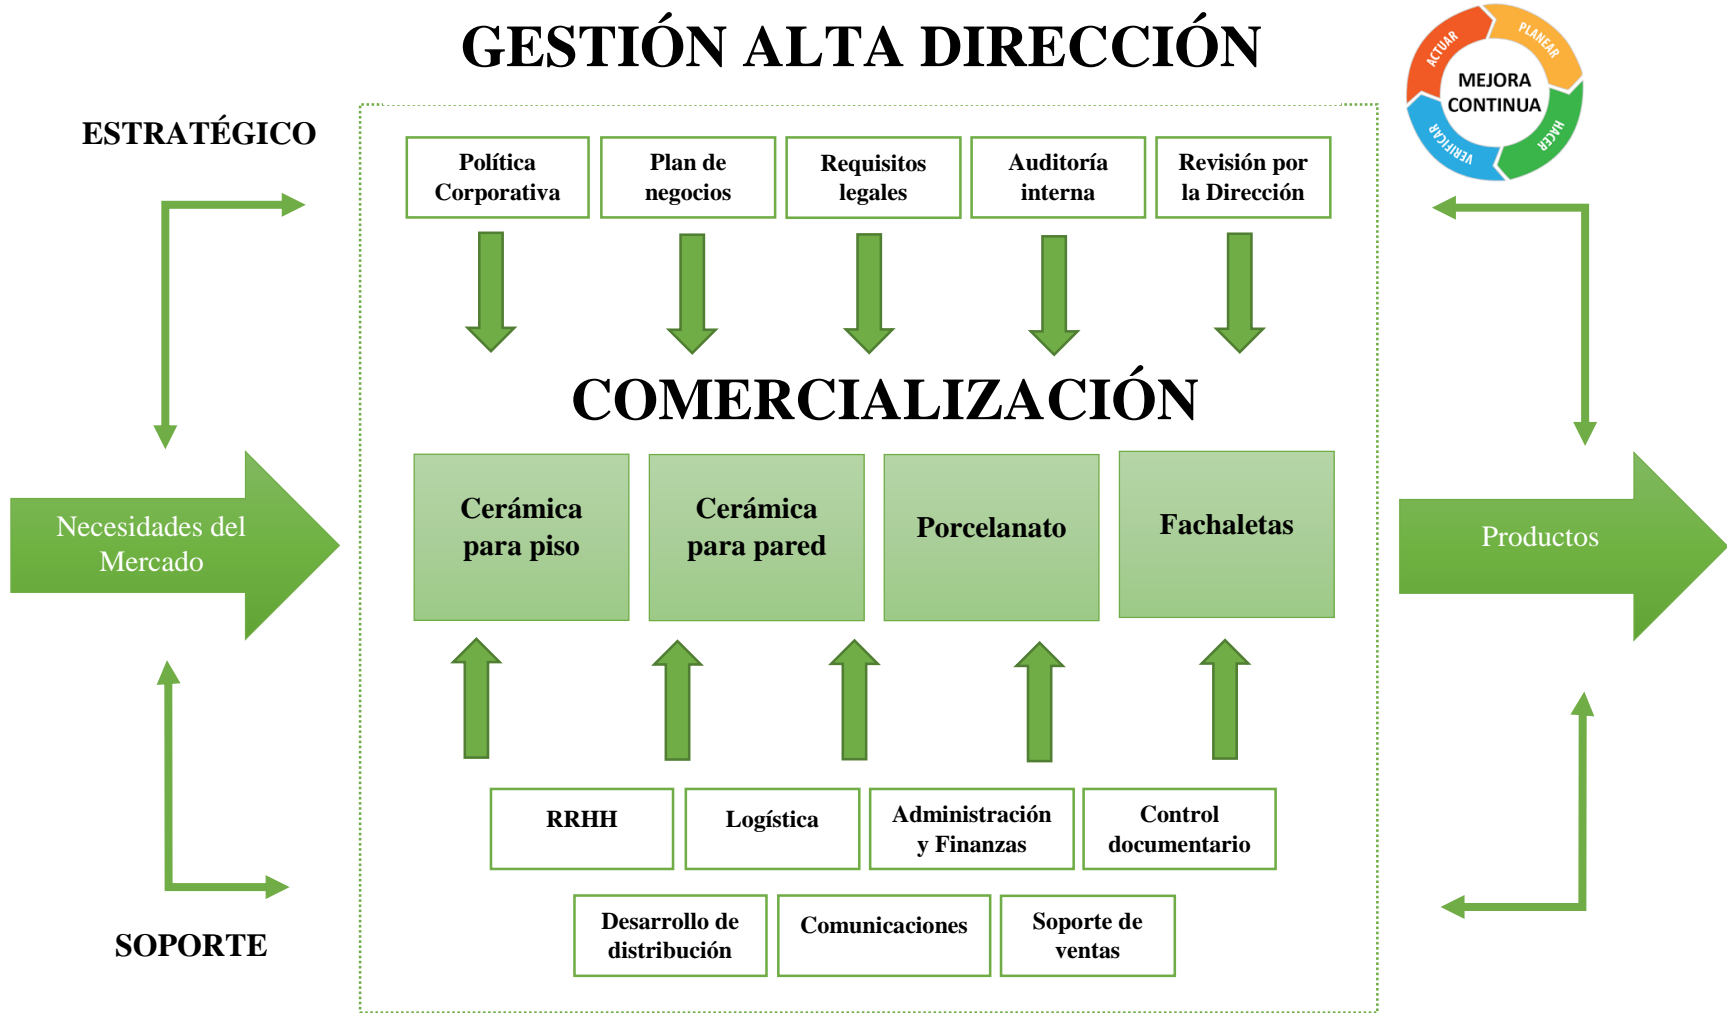 GESTIÓN ALTA DIRECCIÓN
ACTUAR
PLANEAR
HACER
VERIFICAR
MEJORA
CONTINUA
ESTRATÉGICO
Política
Corporativa
Plan de
negocios
Requisitos
legales
Auditoría
interna
Revisión por
la Dirección
COMERCIALIZACIÓN
Necesidades del
Mercado
Cerámica
para piso
Cerámica
para pared
Porcelanato
Fachaletas
Productos
RRHH
Logística
Administración
y Finanzas
Control
documentario
SOPORTE
Desarrollo de
distribución
Comunicaciones
Soporte de
ventas